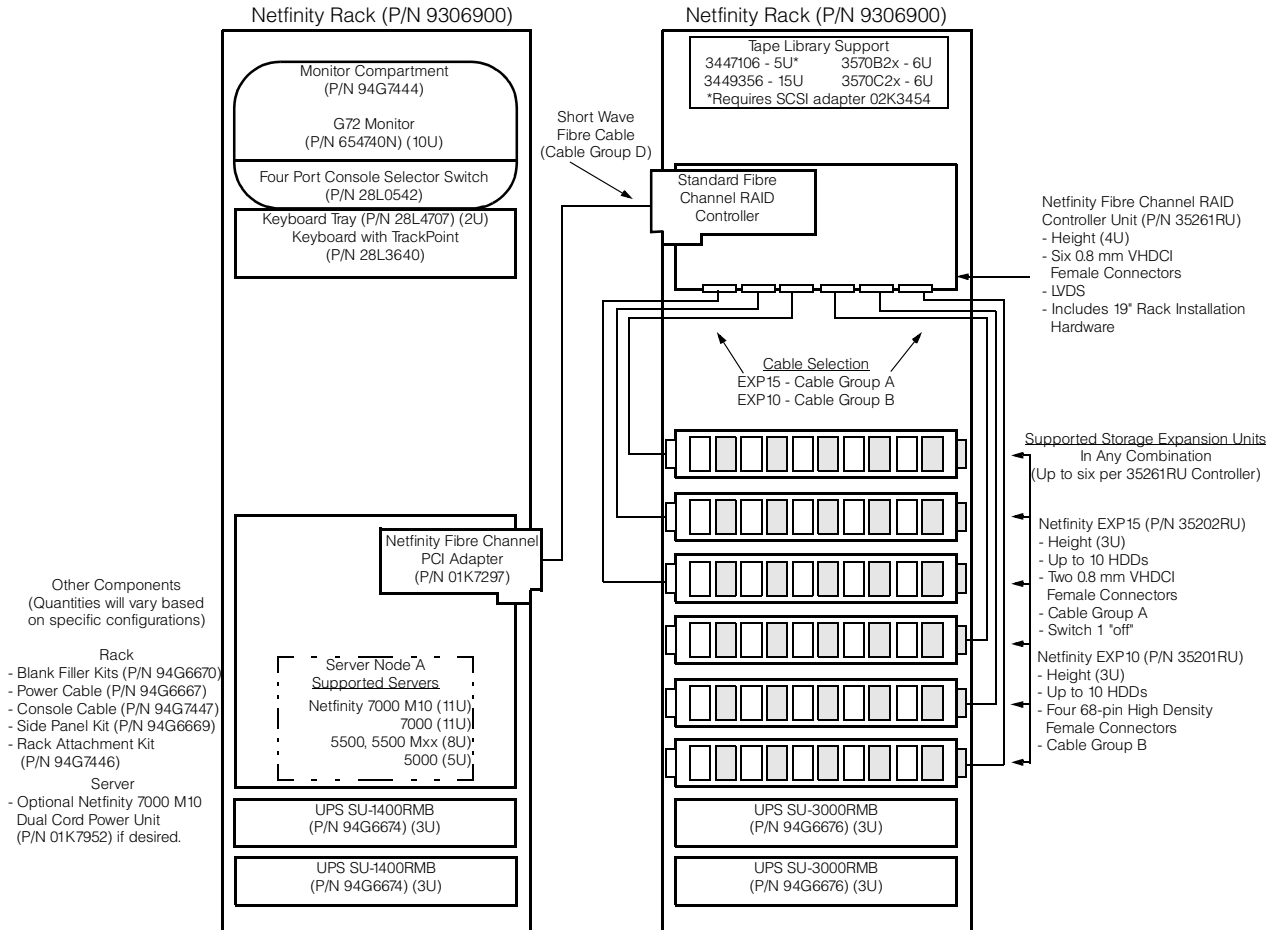 Netfinity Rack (P/N 9306900)
Monitor Compartment
(P/N 94G7444)
G72 Monitor
(P/N 654740N) (10U)
Four Port Console Selector Switch
(P/N 28L0542)
Keyboard Tray (P/N 28L4707) (2U)
Keyboard with TrackPoint
(P/N 28L3640)
Netfinity Fibre Channel
PCI Adapter
(P/N 01K7297)
Server Node A
Supported Servers
Netfinity 7000 M10 (11U)
7000 (11U)
5500, 5500 Mxx (8U)
5000 (5U)
UPS SU-1400RMB
(P/N 94G6674) (3U)
UPS SU-1400RMB
(P/N 94G6674) (3U)
Other Components
(Quantities will vary based
on specific configurations)
Rack
- Blank Filler Kits (P/N 94G6670)
- Power Cable (P/N 94G6667)
- Console Cable (P/N 94G7447)
- Side Panel Kit (P/N 94G6669)
- Rack Attachment Kit
(P/N 94G7446)
Server
- Optional Netfinity 7000 M10
Dual Cord Power Unit
(P/N 01K7952) if desired.
Short Wave
Fibre Cable
(Cable Group D)
Netfinity Rack (P/N 9306900)
Tape Library Support
3447106 - 5U* 3570B2x - 6U
3449356 - 15U 3570C2x - 6U
*Requires SCSI adapter 02K3454
Standard Fibre
Channel RAID
Controller
Cable Selection
EXP15 - Cable Group A
EXP10 - Cable Group B
UPS SU-3000RMB
(P/N 94G6676) (3U)
UPS SU-3000RMB
(P/N 94G6676) (3U)
Netfinity Fibre Channel RAID
Controller Unit (P/N 35261RU)
- Height (4U)
- Six 0.8 mm VHDCI
Female Connectors
- LVDS
- Includes 19" Rack Installation
Hardware
Supported Storage Expansion Units
In Any Combination
(Up to six per 35261RU Controller)
Netfinity EXP15 (P/N 35202RU)
- Height (3U)
- Up to 10 HDDs
- Two 0.8 mm VHDCI
Female Connectors
- Cable Group A
- Switch 1 "off"
Netfinity EXP10 (P/N 35201RU)
- Height (3U)
- Up to 10 HDDs
- Four 68-pin High Density
Female Connectors
- Cable Group B